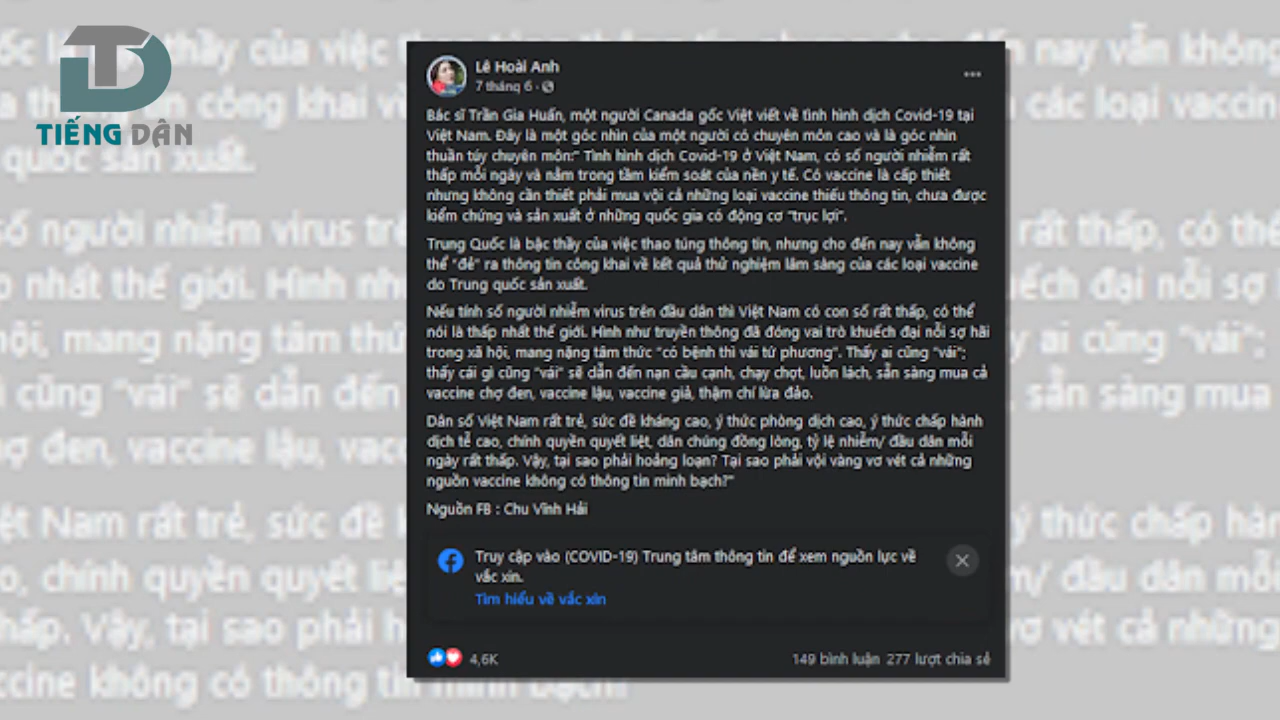 TIẾNG DÂN
Lê Hoài Anh
7 tháng 6
Bác sĩ Trần Gia Huấn, một người Canada gốc Việt viết về tình hình dịch Covid-19 tại
Việt Nam. Đây là một góc nhìn của một người có chuyên môn cao và là góc nhìn
thuần túy chuyên môn:" Tình hình dịch Covid-19 ở Việt Nam, có số người nhiễm rất
thấp mỗi ngày và nằm trong tầm kiểm soát của nền y tế. Có vaccine là cấp thiết
nhưng không cần thiết phải mua vội cả những loại vaccine thiếu thông tin, chưa được
kiểm chứng và sản xuất ở những quốc gia có động cơ "trục lợi".
Trung Quốc là bậc thầy của việc thao túng thông tin, nhưng cho đến nay vẫn không
thể "đẻ" ra thông tin công khai về kết quả thử nghiệm lâm sàng của các loại vaccine
do Trung quốc sản xuất.
Nếu tính số người nhiễm virus trên đầu dân thì Việt Nam có con số rất thấp, có thể
nói là thấp nhất thế giới. Hình như truyền thông đã đóng vai trò khuếch đại nỗi sợ hãi
trong xã hội, mang nặng tâm thức "có bệnh thì vái tứ phương". Thấy ai cũng "vái";
thấy cái gì cũng "vái" sẽ dẫn đến nạn cầu cạnh, chạy chọt, luồn lách, sẵn sàng mua cả
vaccine chợ đen, vaccine lậu, vaccine giả, thậm chí lừa đảo.
Dân số Việt Nam rất trẻ, sức đề kháng cao, ý thức phòng dịch cao, ý thức chấp hành
dịch tễ cao, chính quyền quyết liệt, dân chúng đồng lòng, tỷ lệ nhiễm/ đầu dân mỗi
ngày rất thấp. Vậy, tại sao phải hoảng loạn? Tại sao phải vội vàng vơ vét cả những
nguồn vaccine không có thông tin minh bạch?"
Nguồn FB : Chu Vĩnh Hải
Truy cập vào (COVID-19) Trung tâm thông tin để xem nguồn lực về
vắc xin.
Tìm hiểu về vắc xin
4,6K
149 bình luận 277 lượt chia sẻ